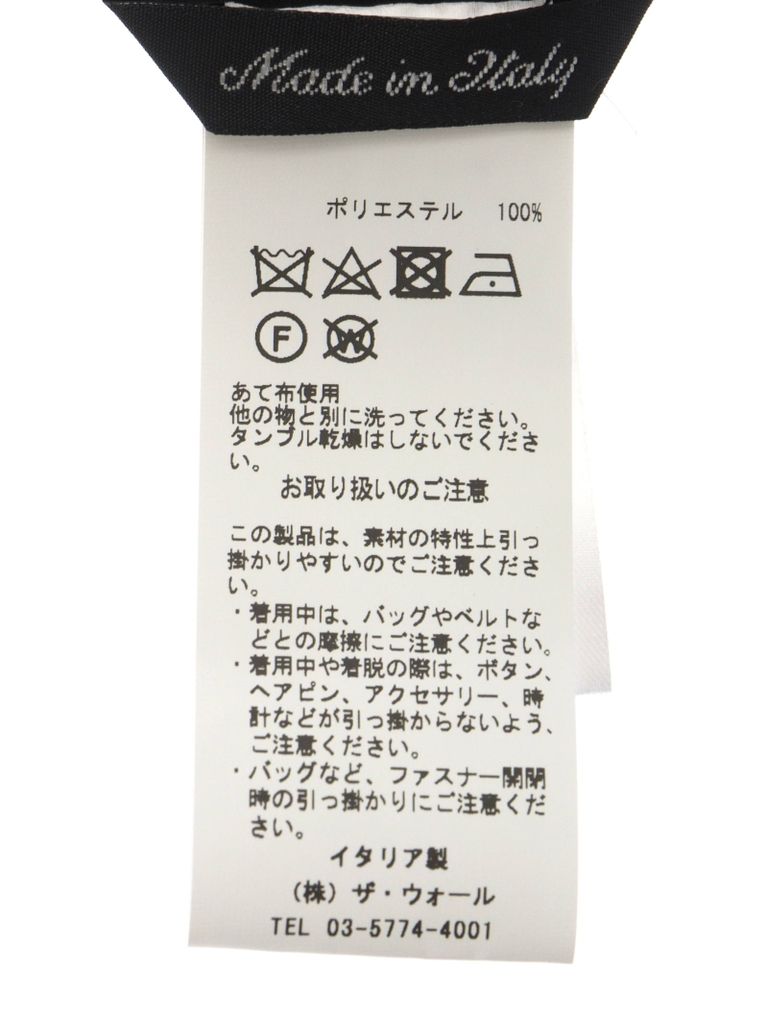 Made in Italy
ポリエステル 100%
F W
あて布使用
他の物と別に洗ってください。
タンブル乾燥はしないでくださ
い。
お取り扱いのご注意
この製品は、素材の特性上引っ
掛かりやすいのでご注意くださ
い。
・着用中は、バッグやベルトな
どとの摩擦にご注意ください。
・着用中や着脱の際は、ボタン、
ヘアピン、アクセサリー、時
計などが引っ掛からないよう、
ご注意ください。
・バッグなど、ファスナー開閉
時の引っ掛かりにご注意くだ
さい。
イタリア製
（株）ザ・ウォール
TEL 03-5774-4001